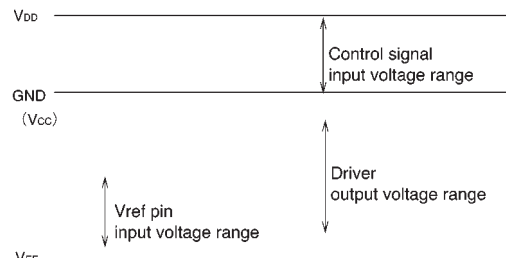 VDD
Control signal
input voltage range
GND
(VCC)
Driver
output voltage range
Vref pin
input voltage range